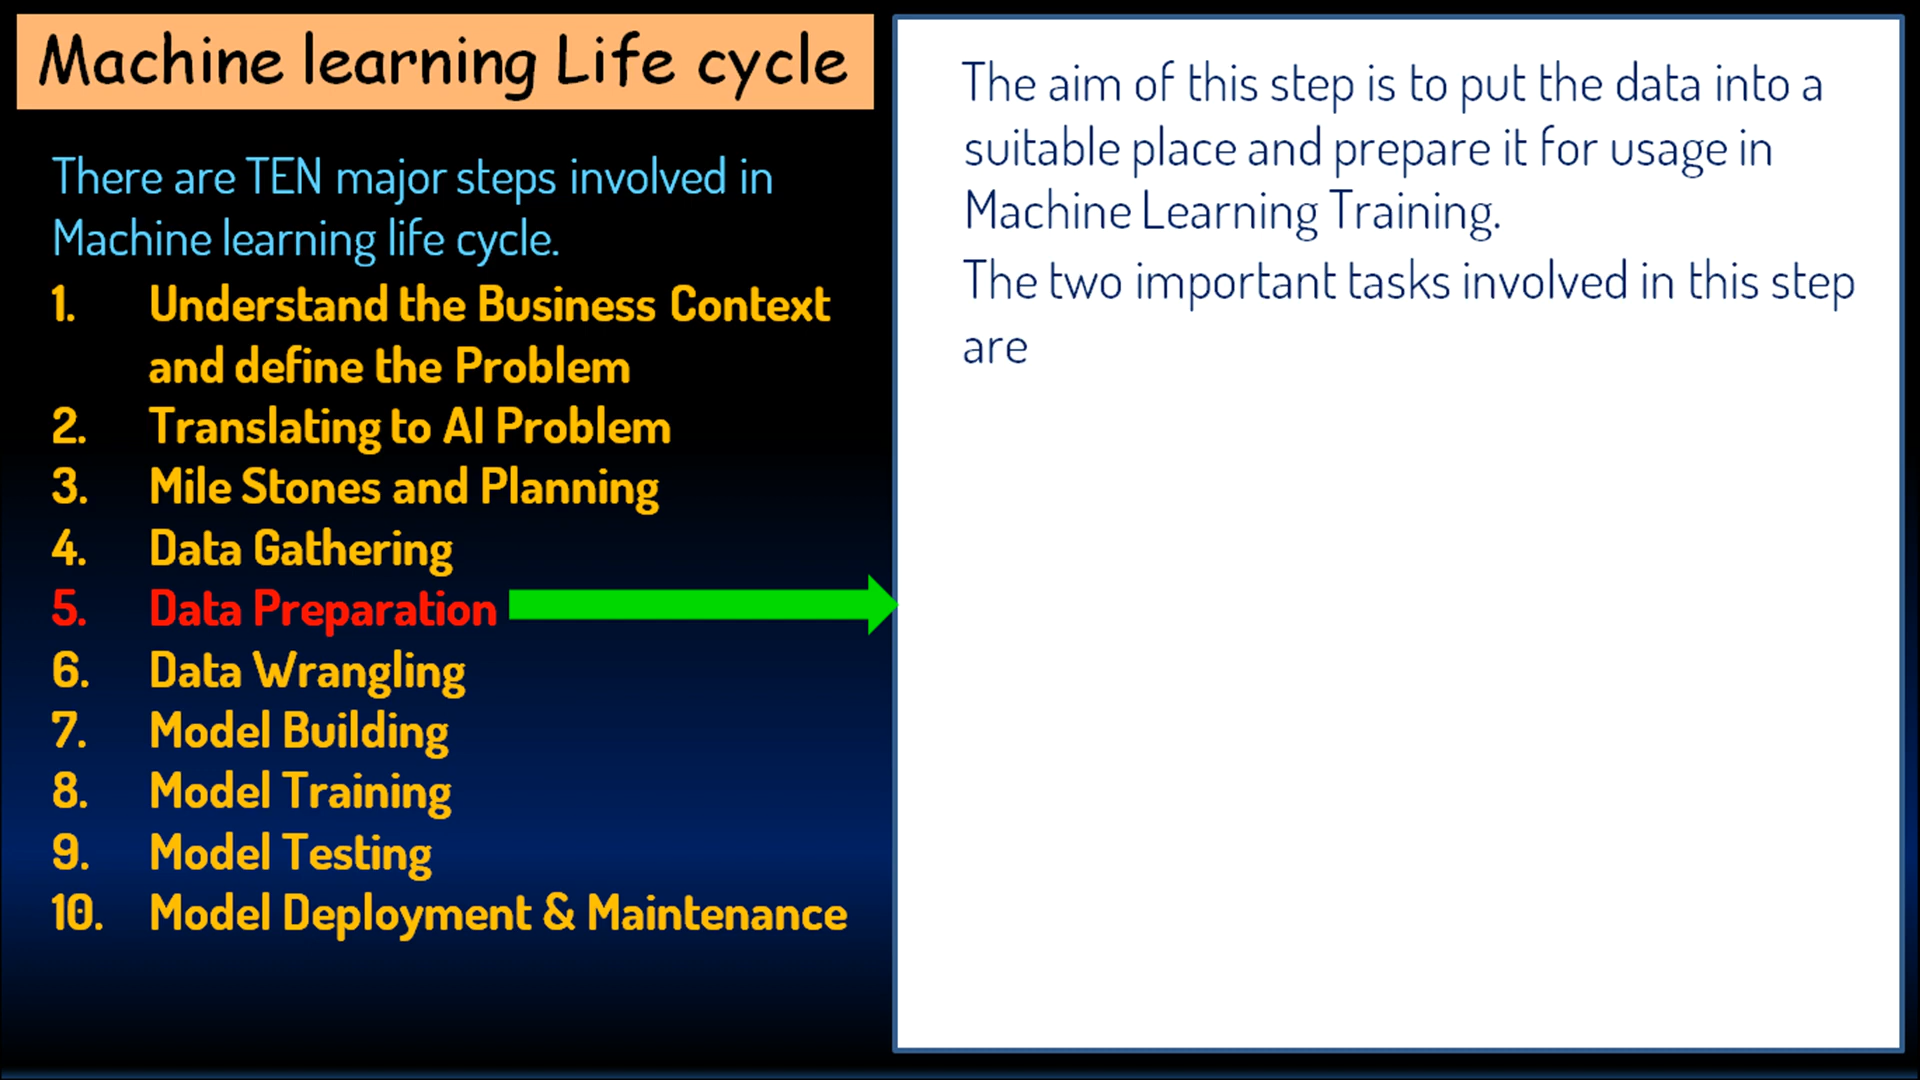 Machine learning Life cycle
There are TEN major steps involved in
Machine learning life cycle.
1. Understand the Business Context
and define the Problem
2. Translating to AI Problem
3. Mile Stones and Planning
4. Data Gathering
5. Data Preparation
6. Data Wrangling
7. Model Building
8. Model Training
9. Model Testing
10. Model Deployment & Maintenance
The aim of this step is to put the data into a
suitable place and prepare it for usage in
Machine Learning Training.
The two important tasks involved in this step
are